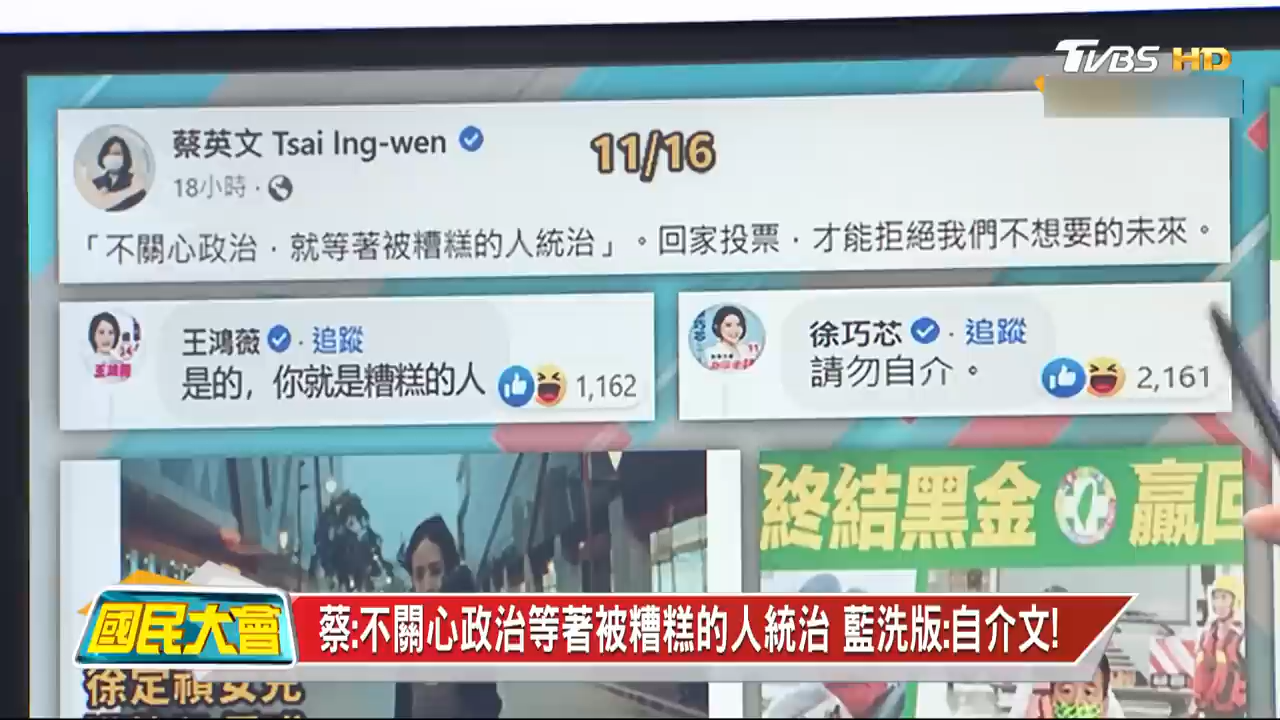 TVBS HD
蔡英文 Tsai Ing-wen
11/16
18小時
「不關心政治，就等著被糟糕的人統治」。回家投票，才能拒絕我們不想要的未來。
王鴻薇 · 追蹤
是的，你就是糟糕的人
1,162
徐巧芯 · 追蹤
請勿自介。
2,161
終結黑金 贏回
國民大會
蔡:不關心政治等著被糟糕的人統治 藍洗版:自介文!
徐定禎女兒